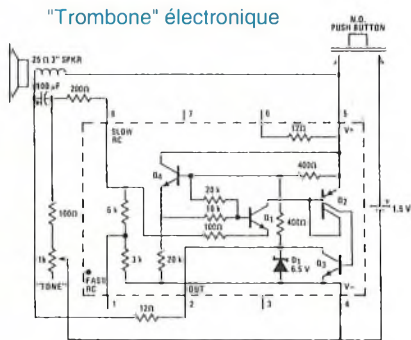 "Trombone" électronique
N.O.
PUSH BUTTON
25 Ω 3" SPKR
100 µF
200Ω
8
7
6
5
SLOW
RC
12Ω
V+
400Ω
Q4
20 k
10 k
100Ω
Q1
Q2
400Ω
1.5 V
6 k
100Ω
3 k
20 k
D1
6.5 V
Q3
1k
"TONE"
FAST
RC
OUT
V−
1
2
3
4
12Ω